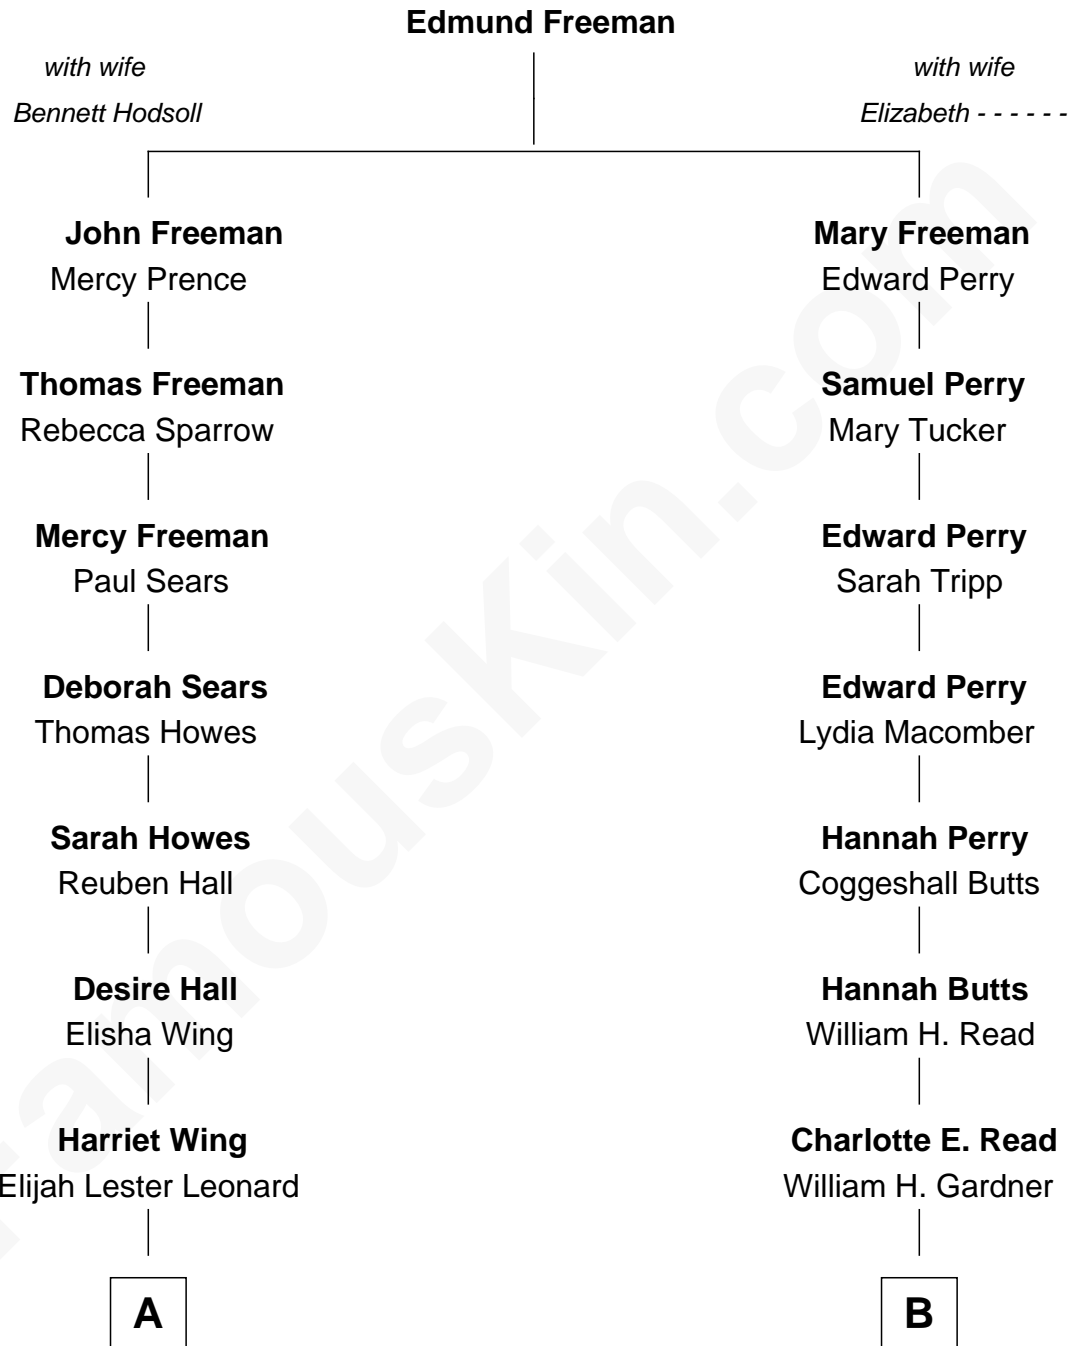 Edmund Freeman
with wife
Bennett Hodsoll
with wife
Elizabeth - - - - - -
John Freeman
Mercy Prence
Mary Freeman
Edward Perry
Thomas Freeman
Rebecca Sparrow
Samuel Perry
Mary Tucker
Mercy Freeman
Paul Sears
Edward Perry
Sarah Tripp
Deborah Sears
Thomas Howes
Edward Perry
Lydia Macomber
Sarah Howes
Reuben Hall
Hannah Perry
Coggeshall Butts
Desire Hall
Elisha Wing
Hannah Butts
William H. Read
Harriet Wing
Elijah Lester Leonard
Charlotte E. Read
William H. Gardner
A
B
FamousKin.com